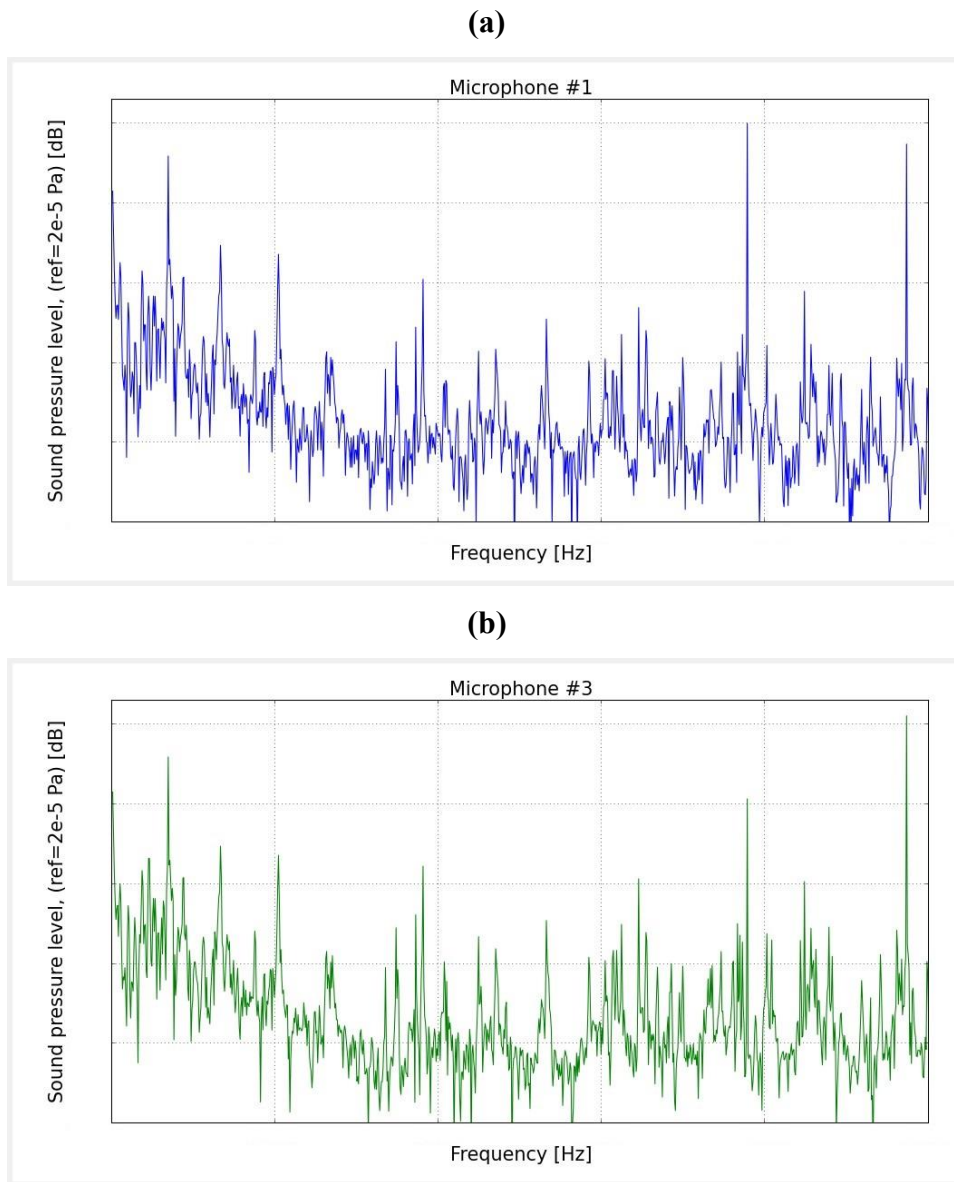 (a)
Microphone #1
Sound pressure level, (ref=2e-5 Pa) [dB]
Frequency [Hz]
(b)
Microphone #3
Sound pressure level, (ref=2e-5 Pa) [dB]
Frequency [Hz]